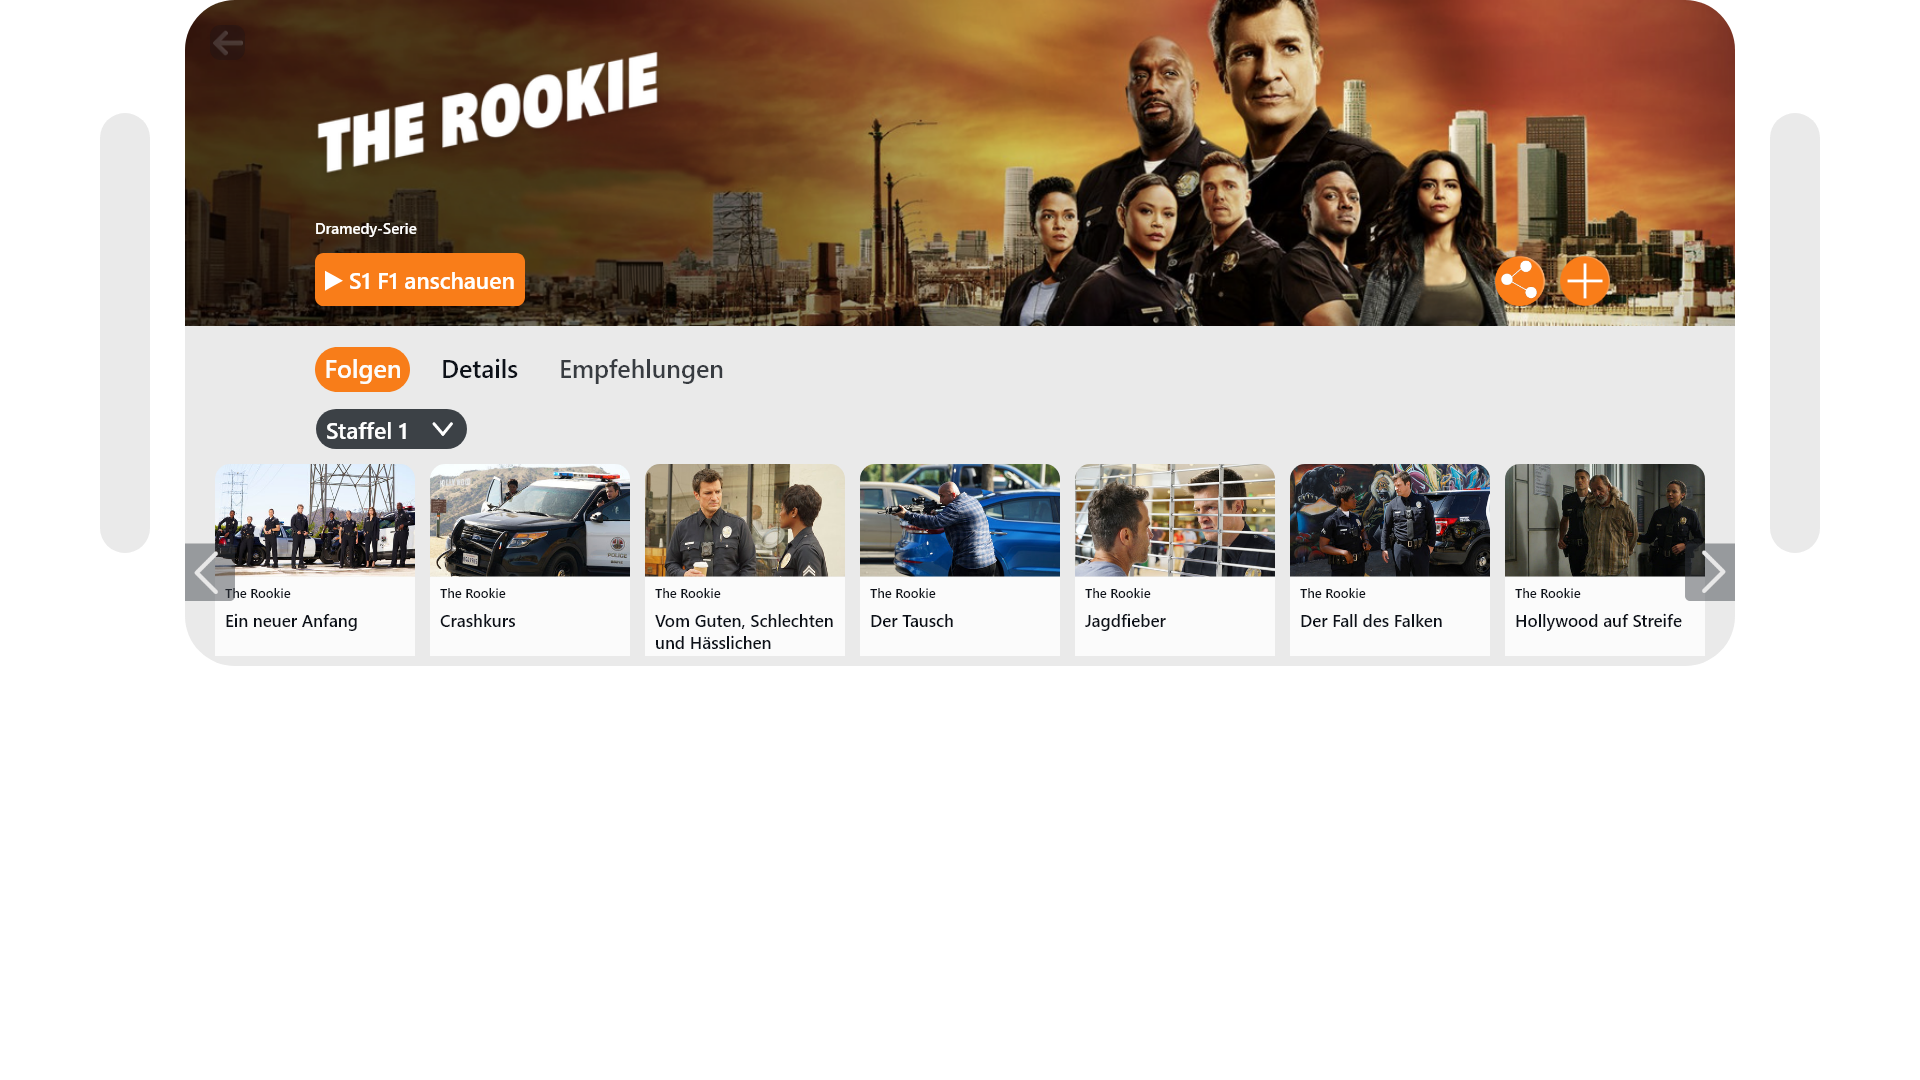 THE ROOKIE
Dramedy-Serie
S1 F1 anschauen
Folgen
Details
Empfehlungen
Staffel 1
The Rookie
Ein neuer Anfang
The Rookie
Crashkurs
The Rookie
Vom Guten, Schlechten
und Hässlichen
The Rookie
Der Tausch
The Rookie
Jagdfieber
The Rookie
Der Fall des Falken
The Rookie
Hollywood auf Streife